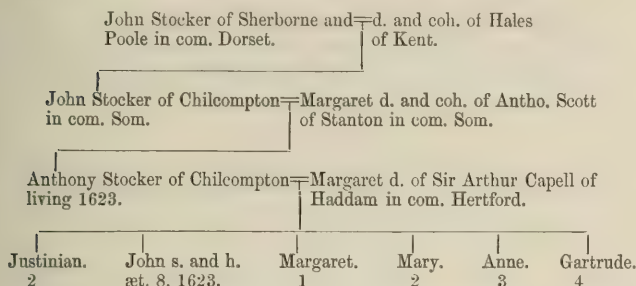 John Stocker of Sherborne and d. and coh. of Hales
Poole in com. Dorset. of Kent.
John Stocker of Chilcompton Margaret d. and coh. of Antho. Scott
in com. Som. of Stanton in com. Som.
Anthony Stocker of Chilcompton Margaret d. of Sir Arthur Capell of
living 1623. Haddam in com. Hertford.
Justinian. John s. and h. Margaret. Mary. Anne. Gartrude.
2 æt. 8. 1623. 1 2 3 4